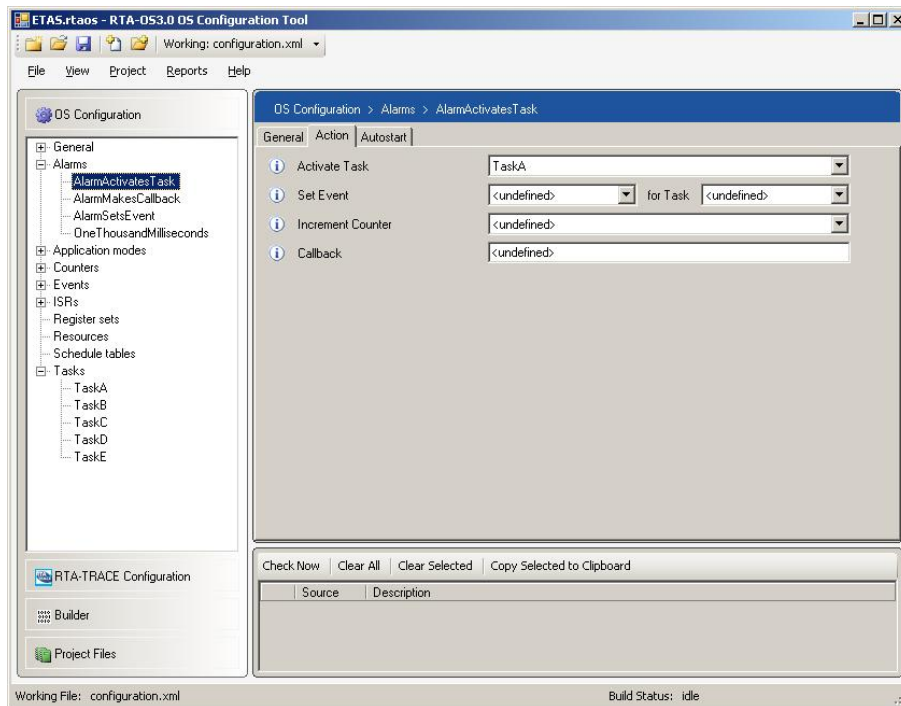 ETAS.rtaos - RTA-OS3.0 OS Configuration Tool
Working: configuration.xml
File View Project Reports Help
OS Configuration
General
Alarms
AlarmActivatesTask
AlarmMakesCallback
AlarmSetsEvent
OneThousandMilliseconds
Application modes
Counters
Events
ISRs
Register sets
Resources
Schedule tables
Tasks
TaskA
TaskB
TaskC
TaskD
TaskE
RTA-TRACE Configuration
Builder
Project Files
OS Configuration > Alarms > AlarmActivatesTask
General Action Autostart
Activate Task TaskA
Set Event <undefined> for Task <undefined>
Increment Counter <undefined>
Callback <undefined>
Check Now Clear All Clear Selected Copy Selected to Clipboard
Source Description
Working File: configuration.xml Build Status: idle